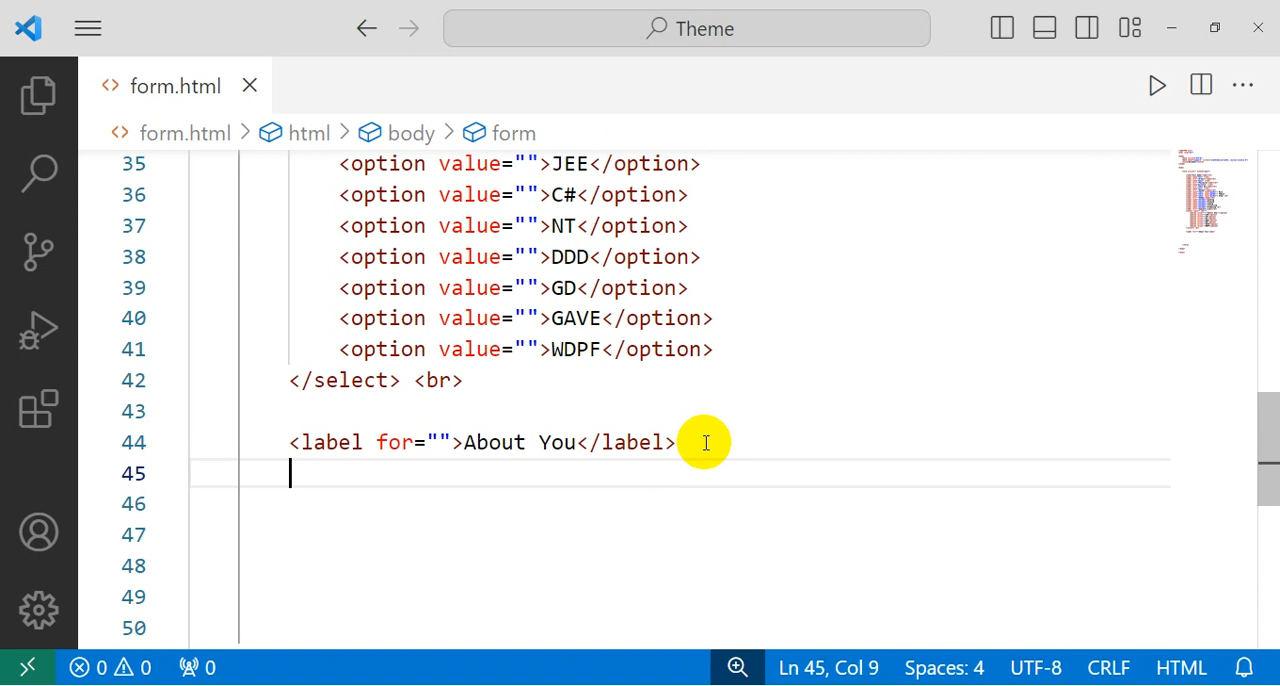 Theme
form.html
form.html > html > body > form
35 <option value="">JEE</option>
36 <option value="">C#</option>
37 <option value="">NT</option>
38 <option value="">DDD</option>
39 <option value="">GD</option>
40 <option value="">GAVE</option>
41 <option value="">WDPF</option>
42 </select> <br>
43
44 <label for="">About You</label>
45
46
47
48
49
50
0 0 0 Ln 45, Col 9 Spaces: 4 UTF-8 CRLF HTML